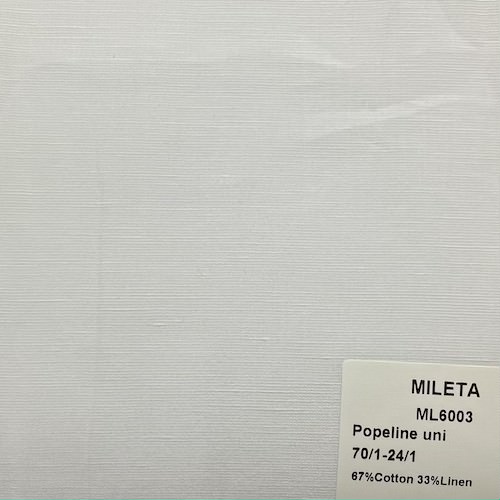 MILETA
ML6003
Popeline uni
70/1-24/1
67%Cotton 33%Linen